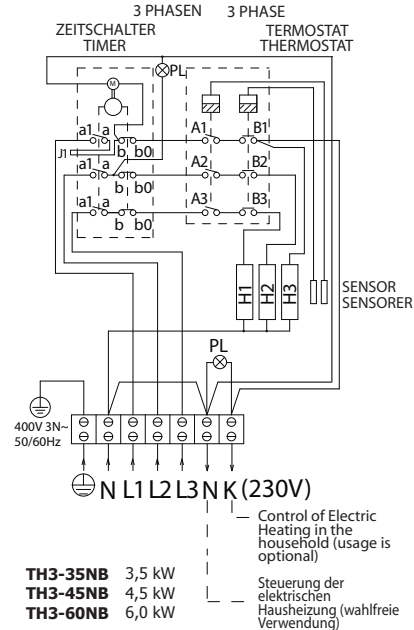 3 PHASEN 3 PHASE
ZEITSCHALTER
TIMER
TERMOSTAT
THERMOSTAT
PL
M
a1 a
J1
b b0
A1 B1
a1 a
b b0
A2 B2
a1 a
b b0
A3 B3
H1
H2
H3
SENSOR
SENSORER
PL
400V 3N~
50/60Hz
N L1 L2 L3 N K (230V)
Control of Electric
Heating in the
household (usage is
optional)
Steuerung der
elektrischen
Hausheizung (wahlfreie
Verwendung)
TH3-35NB 3,5 kW
TH3-45NB 4,5 kW
TH3-60NB 6,0 kW